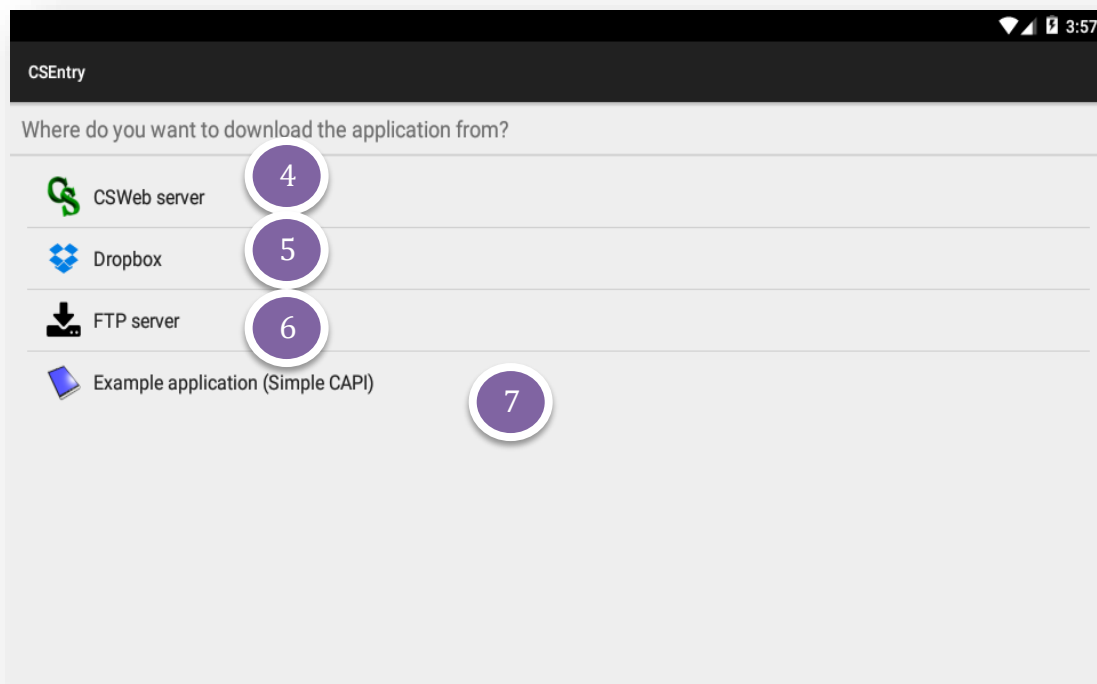 3:57
CSEntry
Where do you want to download the application from?
4
CSWeb server
5
Dropbox
6
FTP server
7
Example application (Simple CAPI)